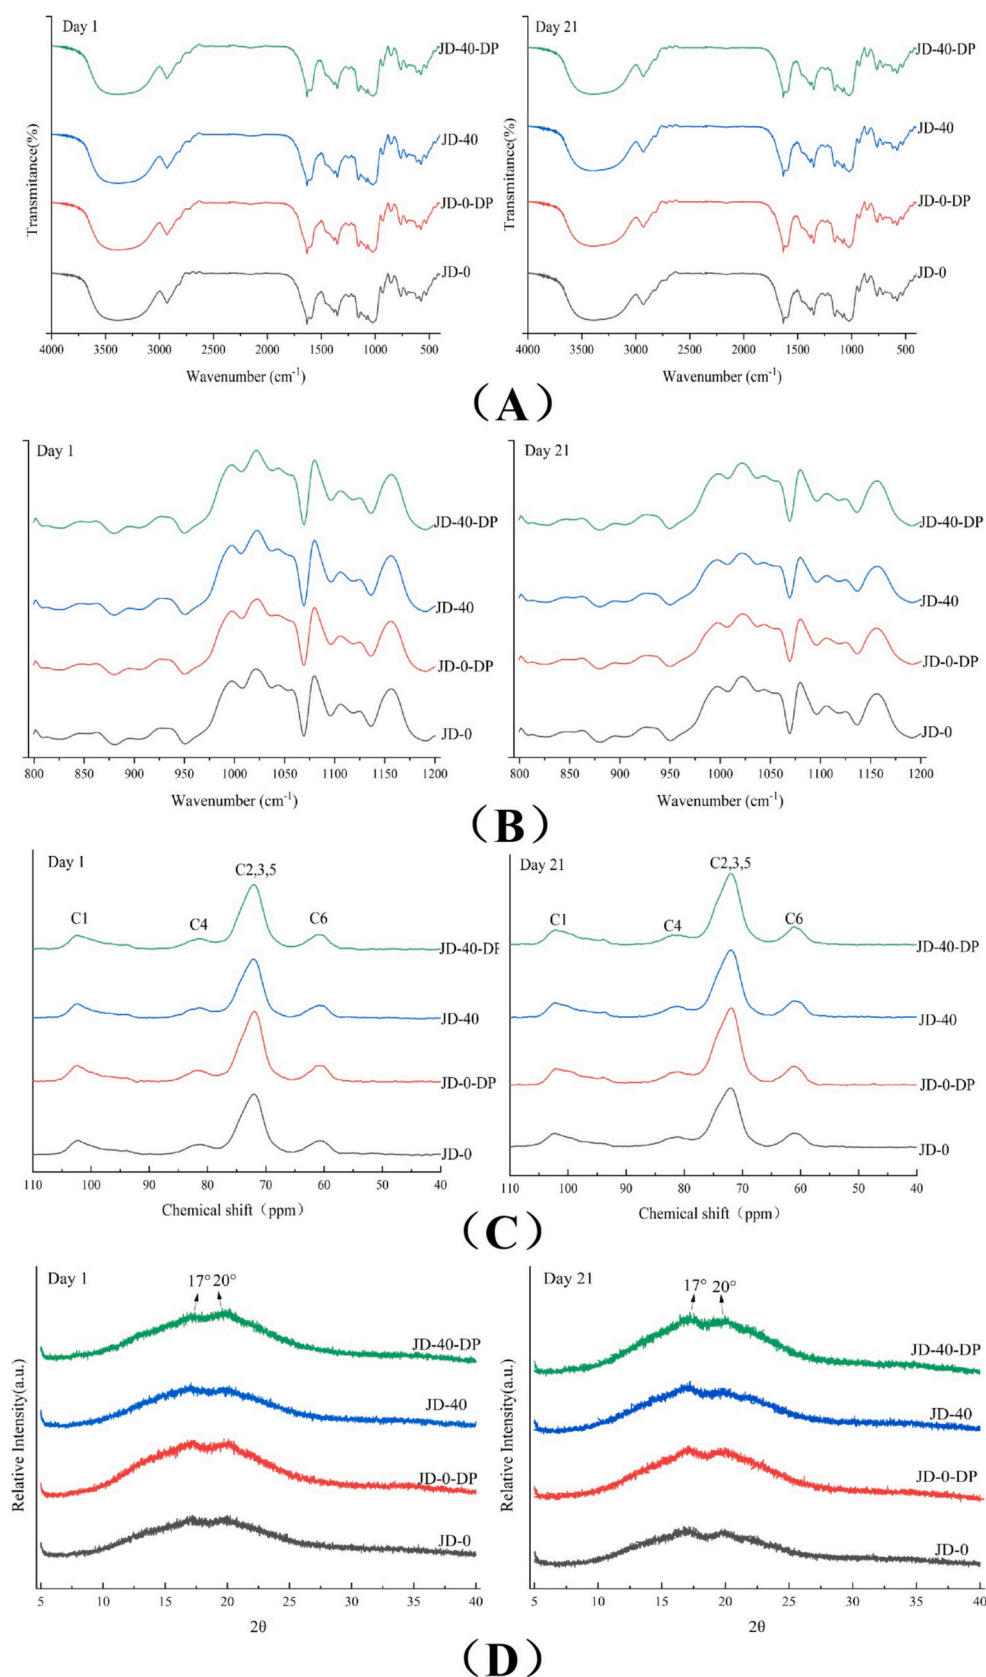 Day 1
Transmitance(%)
JD-40-DP
JD-40
JD-0-DP
JD-0
4000 3500 3000 2500 2000 1500 1000 500
Wavenumber (cm-1)
Day 21
Transmitance(%)
JD-40-DP
JD-40
JD-0-DP
JD-0
4000 3500 3000 2500 2000 1500 1000 500
Wavenumber (cm-1)
(A)
Day 1
JD-40-DP
JD-40
JD-0-DP
JD-0
800 850 900 950 1000 1050 1100 1150 1200
Wavenumber (cm-1)
Day 21
JD-40-DP
JD-40
JD-0-DP
JD-0
800 850 900 950 1000 1050 1100 1150 1200
Wavenumber (cm-1)
(B)
Day 1
C2,3,5
C1
C4
C6
JD-40-DP
JD-40
JD-0-DP
JD-0
110 100 90 80 70 60 50 40
Chemical shift(ppm)
Day 21
C2,3,5
C1
C4
C6
JD-40-DP
JD-40
JD-0-DP
JD-0
110 100 90 80 70 60 50 40
Chemical shift(ppm)
(C)
Day 1
17° 20°
Relative Intensity(a.u.)
JD-40-DP
JD-40
JD-0-DP
JD-0
5 10 15 20 25 30 35 40
2θ
Day 21
17° 20°
Relative Intensity(a.u.)
JD-40-DP
JD-40
JD-0-DP
JD-0
5 10 15 20 25 30 35 40
2θ
(D)